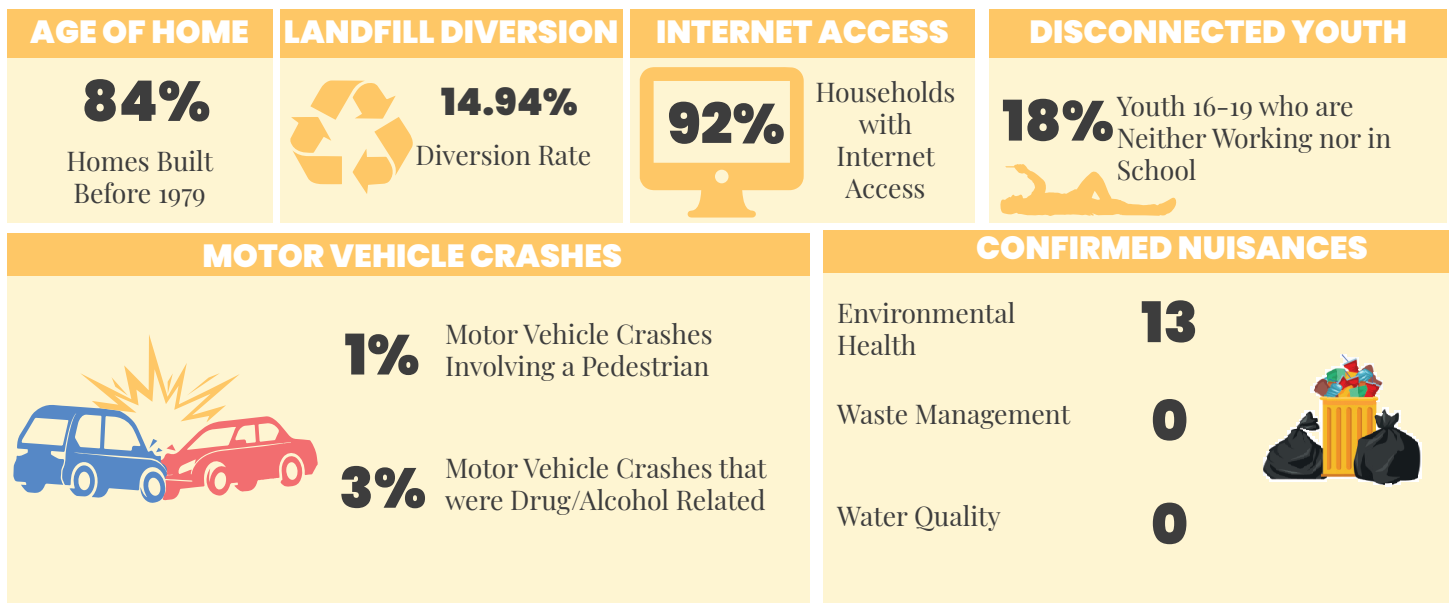 AGE OF HOME
84%
Homes Built
Before 1979
LANDFILL DIVERSION
14.94%
Diversion Rate
INTERNET ACCESS
92%
Households
with
Internet
Access
DISCONNECTED YOUTH
18%
Youth 16-19 who are
Neither Working nor in
School
MOTOR VEHICLE CRASHES
1%
Motor Vehicle Crashes
Involving a Pedestrian
3%
Motor Vehicle Crashes that
were Drug/Alcohol Related
CONFIRMED NUISANCES
Environmental
Health
13
Waste Management
0
Water Quality
0